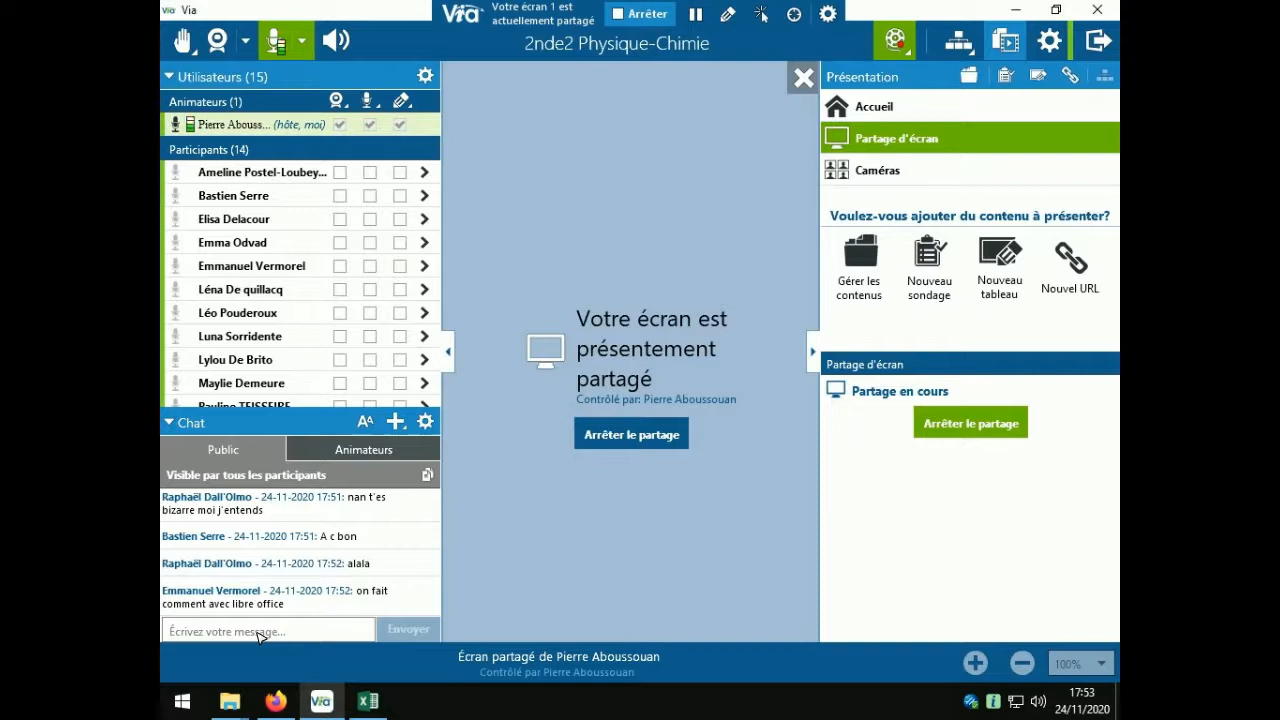 Via
Via
Votre écran 1 est
actuellement partagé
Arrêter
2nde2 Physique-Chimie
Utilisateurs (15)
Animateurs (1)
Pierre Abouss... (hôte, moi)
Participants (14)
Ameline Postel-Loubey...
Bastien Serre
Elisa Delacour
Emma Odvad
Emmanuel Vermorel
Léna De quillacq
Léo Pouderoux
Luna Sorridente
Lylou De Brito
Maylie Demeure
Pauline TEISSEIRE
Chat
AA
Public
Animateurs
Visible par tous les participants
Raphaël Dall'Olmo - 24-11-2020 17:51: nan t'es
bizarre moi j'entends
Bastien Serre - 24-11-2020 17:51: A c bon
Raphaël Dall'Olmo - 24-11-2020 17:52: alala
Emmanuel Vermorel - 24-11-2020 17:52: on fait
comment avec libre office
Écrivez votre message...
Envoyer
Votre écran est
présentement
partagé
Contrôlé par: Pierre Aboussouan
Arrêter le partage
Présentation
Accueil
Partage d'écran
Caméras
Voulez-vous ajouter du contenu à présenter?
Gérer les
contenus
Nouveau
sondage
Nouveau
tableau
Nouvel URL
Partage d'écran
Partage en cours
Arrêter le partage
Écran partagé de Pierre Aboussouan
Contrôlé par Pierre Aboussouan
100%
Via
17:53
24/11/2020